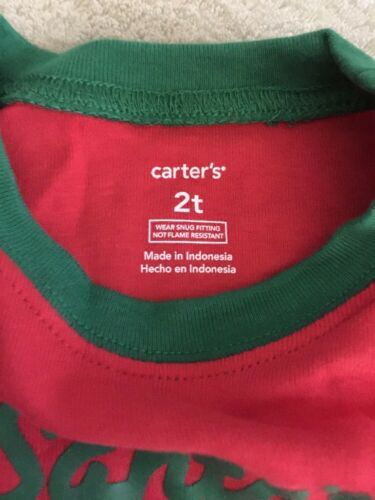 carter's®
2t
WEAR SNUG FITTING
NOT FLAME RESISTANT
Made in Indonesia
Hecho en Indonesia